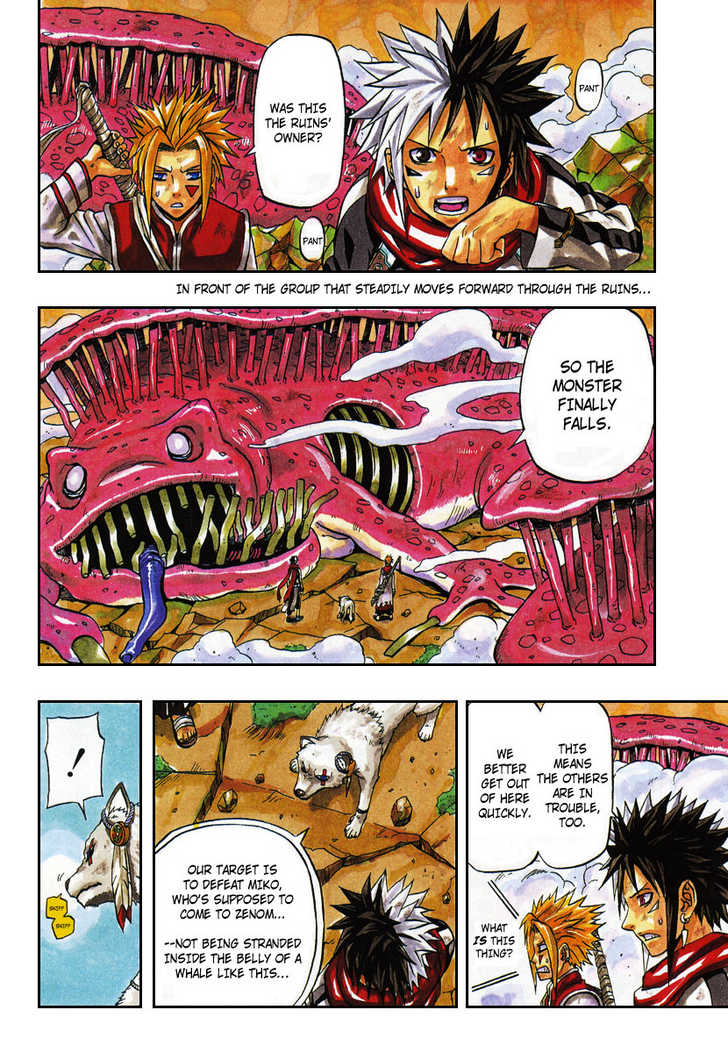 PANT
WAS THIS
THE RUINS'
OWNER?
PANT
IN FRONT OF THE GROUP THAT STEADILY MOVES FORWARD THROUGH THE RUINS...
SO THE
MONSTER
FINALLY
FALLS.
THIS
MEANS
THE OTHERS
ARE IN
TROUBLE,
TOO.
WE
BETTER
GET OUT
OF HERE
QUICKLY.
WHAT
IS THIS
THING?
OUR TARGET IS
TO DEFEAT MIKO,
WHO'S SUPPOSED
TO COME TO ZENOM...
--NOT BEING STRANDED
INSIDE THE BELLY OF A
WHALE LIKE THIS...
!
SNIFF
SNIFF